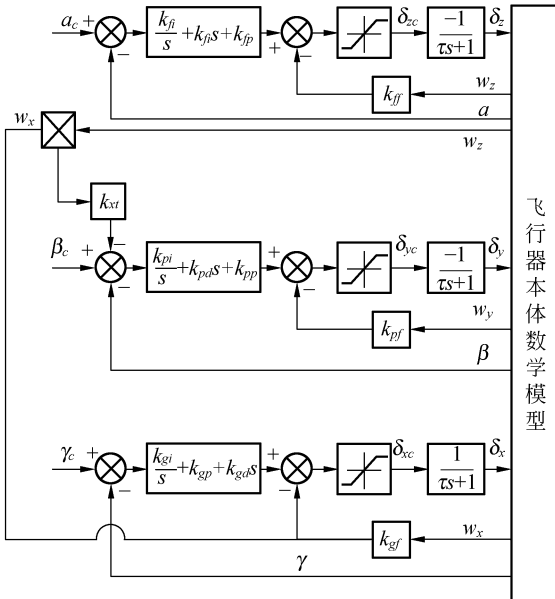 a_c
+
−
k_fi/s + k_fi s + k_fp
+
−
δ_zc
−1/(τs+1)
δ_z
k_ff
w_z
a
w_x
w_z
k_xt
β_c
+
−
−
k_pi/s + k_pd s + k_pp
+
−
δ_yc
−1/(τs+1)
δ_y
k_pf
w_y
β
γ_c
+
−
k_gi/s + k_gp + k_gd s
+
−
δ_xc
1/(τs+1)
δ_x
k_gf
w_x
γ
飞行器本体数学模型